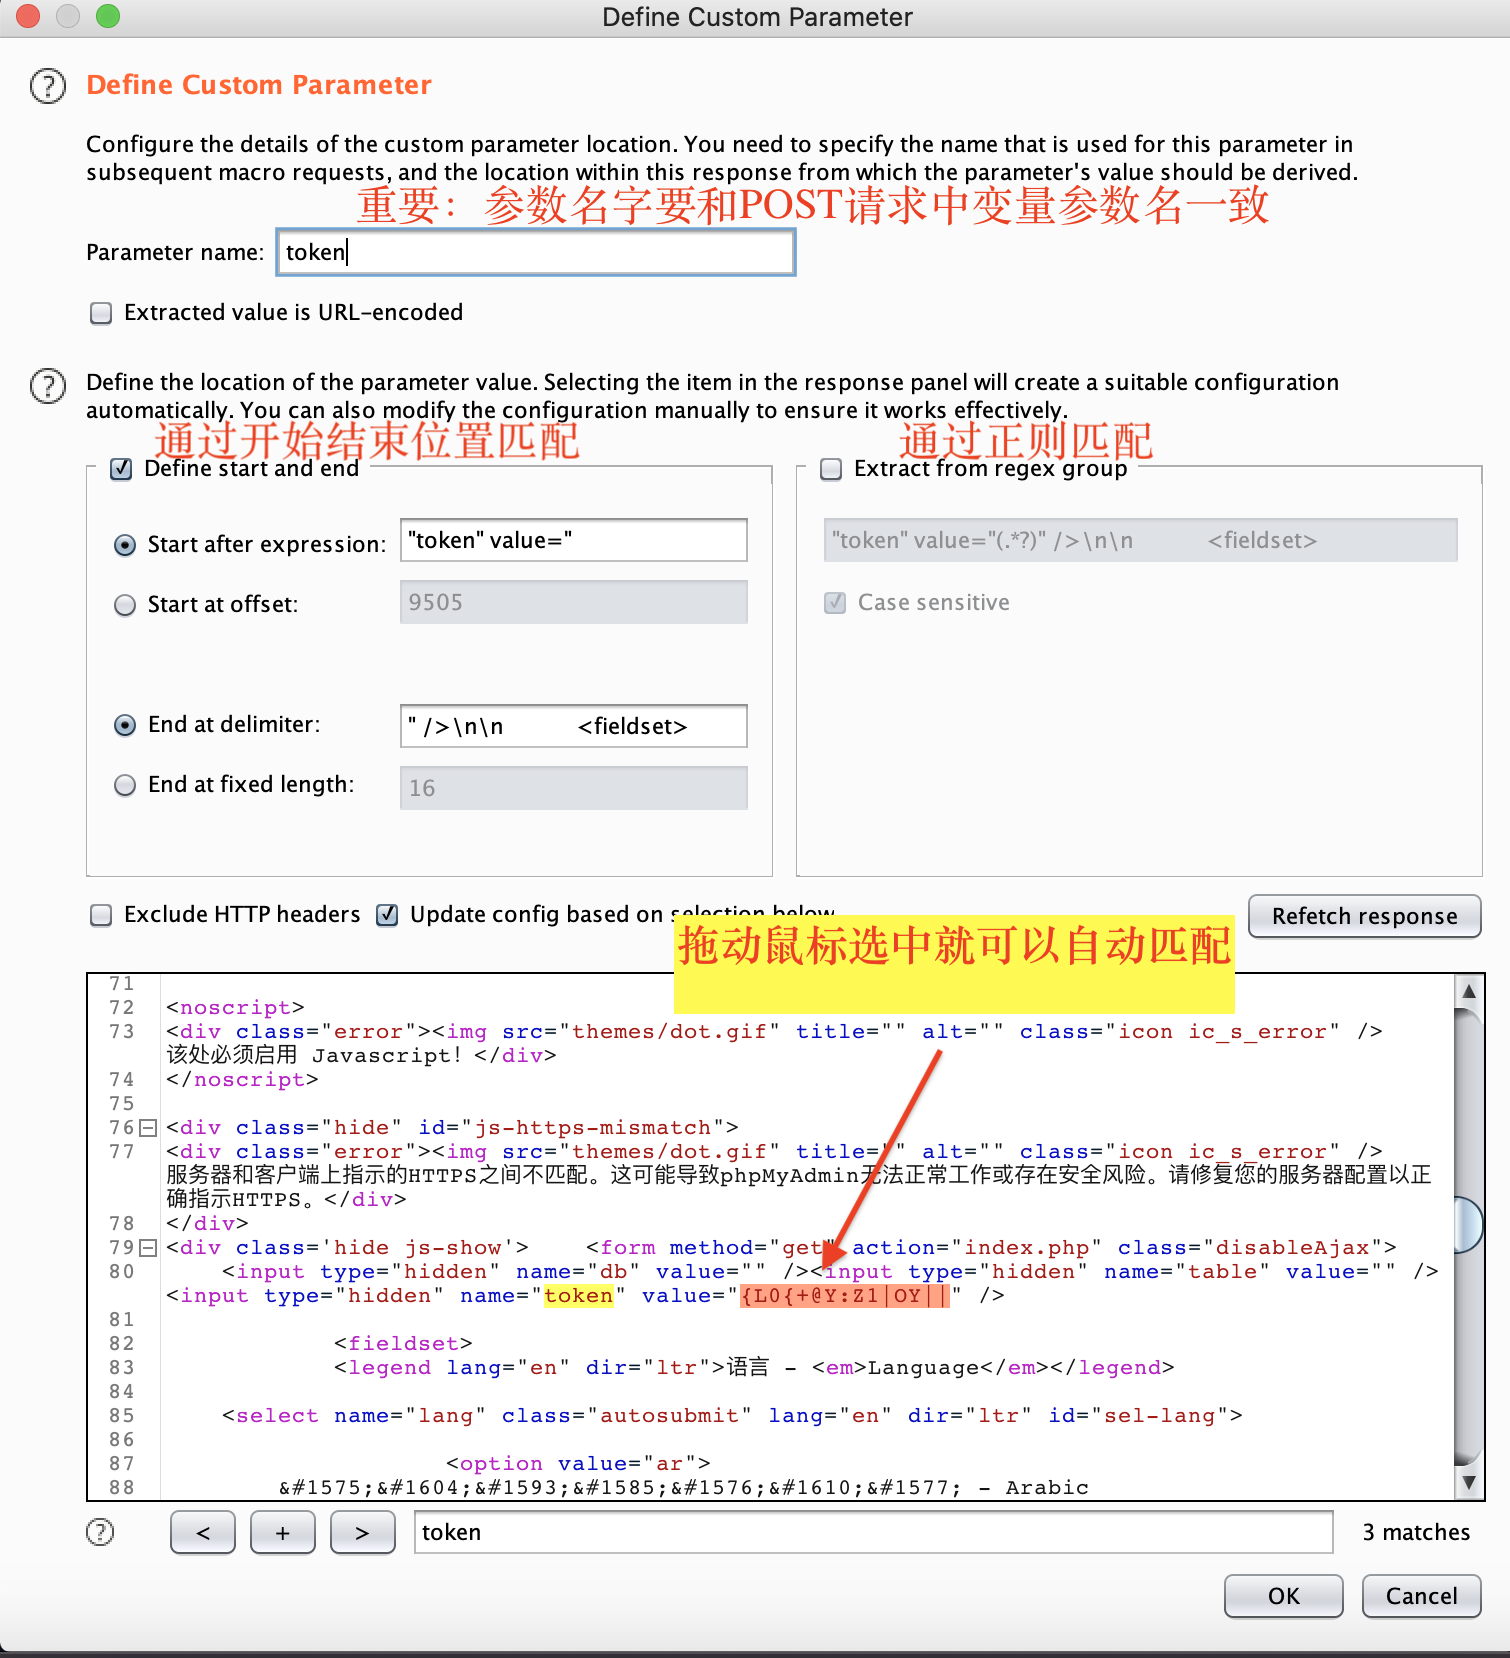 Define Custom Parameter
Define Custom Parameter
Configure the details of the custom parameter location. You need to specify the name that is used for this parameter in
subsequent macro requests, and the location within this response from which the parameter's value should be derived.
重要：参数名字要和POST请求中变量参数名一致
Parameter name: token
Extracted value is URL-encoded
Define the location of the parameter value. Selecting the item in the response panel will create a suitable configuration
automatically. You can also modify the configuration manually to ensure it works effectively.
通过开始结束位置匹配
通过正则匹配
Define start and end
Extract from regex group
Start after expression: "token" value="
"token" value="(.*?)" />\n\n          <fieldset>
Start at offset: 9505
Case sensitive
End at delimiter: " />\n\n          <fieldset>
End at fixed length: 16
Exclude HTTP headers
Update config based on selection below
Refetch response
拖动鼠标选中就可以自动匹配
71
72 <noscript>
73 <div class="error"><img src="themes/dot.gif" title="" alt="" class="icon ic_s_error" />
该处必须启用 Javascript! </div>
74 </noscript>
75
76 <div class="hide" id="js-https-mismatch">
77 <div class="error"><img src="themes/dot.gif" title="" alt="" class="icon ic_s_error" />
服务器和客户端上指示的HTTPS之间不匹配。这可能导致phpMyAdmin无法正常工作或存在安全风险。请修复您的服务器配置以正
确指示HTTPS。</div>
78 </div>
79 <div class='hide js-show'>    <form method="get" action="index.php" class="disableAjax">
80     <input type="hidden" name="db" value="" /><input type="hidden" name="table" value="" />
<input type="hidden" name="token" value="{L0{+@Y:Z1|OY||" />
81
82             <fieldset>
83             <legend lang="en" dir="ltr">语言 - <em>Language</em></legend>
84
85     <select name="lang" class="autosubmit" lang="en" dir="ltr" id="sel-lang">
86
87                     <option value="ar">
88         &#1575;&#1604;&#1593;&#1585;&#1576;&#1610;&#1577; - Arabic
< + > token 3 matches
OK Cancel